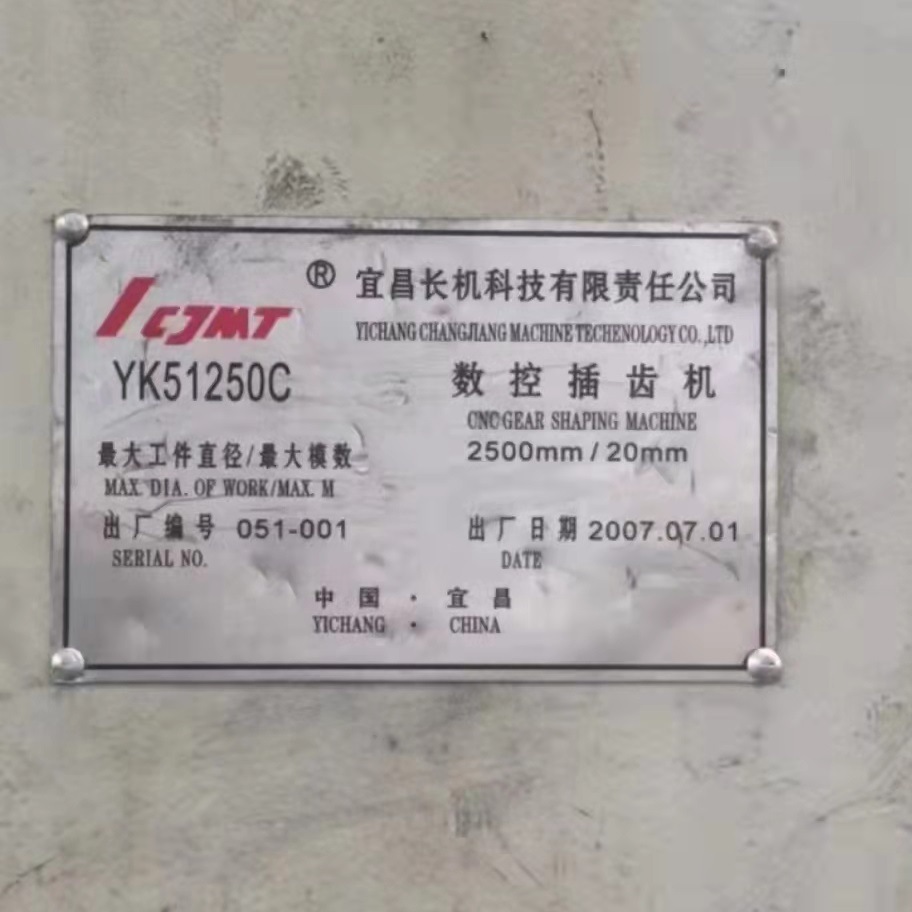 CJMT ® 宜昌长机科技有限责任公司
YICHANG CHANGJIANG MACHINE TECHENOLOGY CO.,LTD
YK51250C 数控插齿机
CNC GEAR SHAPING MACHINE
最大工件直径/最大模数 2500mm/20mm
MAX. DIA. OF WORK/MAX. M
出厂编号 051-001 出厂日期 2007.07.01
SERIAL NO. DATE
中国·宜昌
YICHANG · CHINA